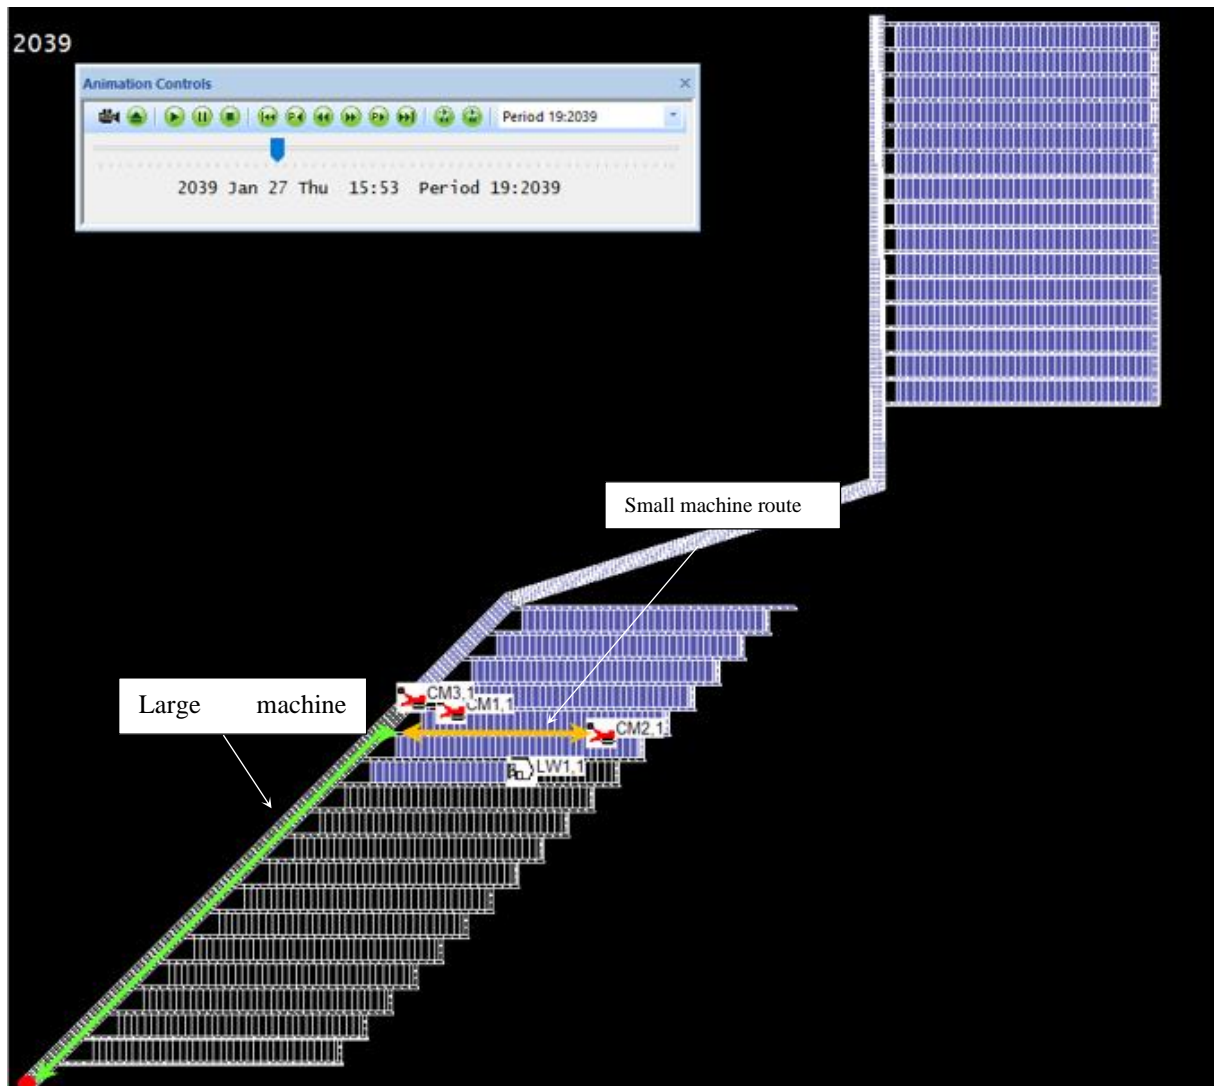 2039
Animation Controls
Period 19:2039
2039 Jan 27 Thu 15:53 Period 19:2039
Small machine route
Large machine
CM3,1
CM1,1
CM2,1
LW1,1